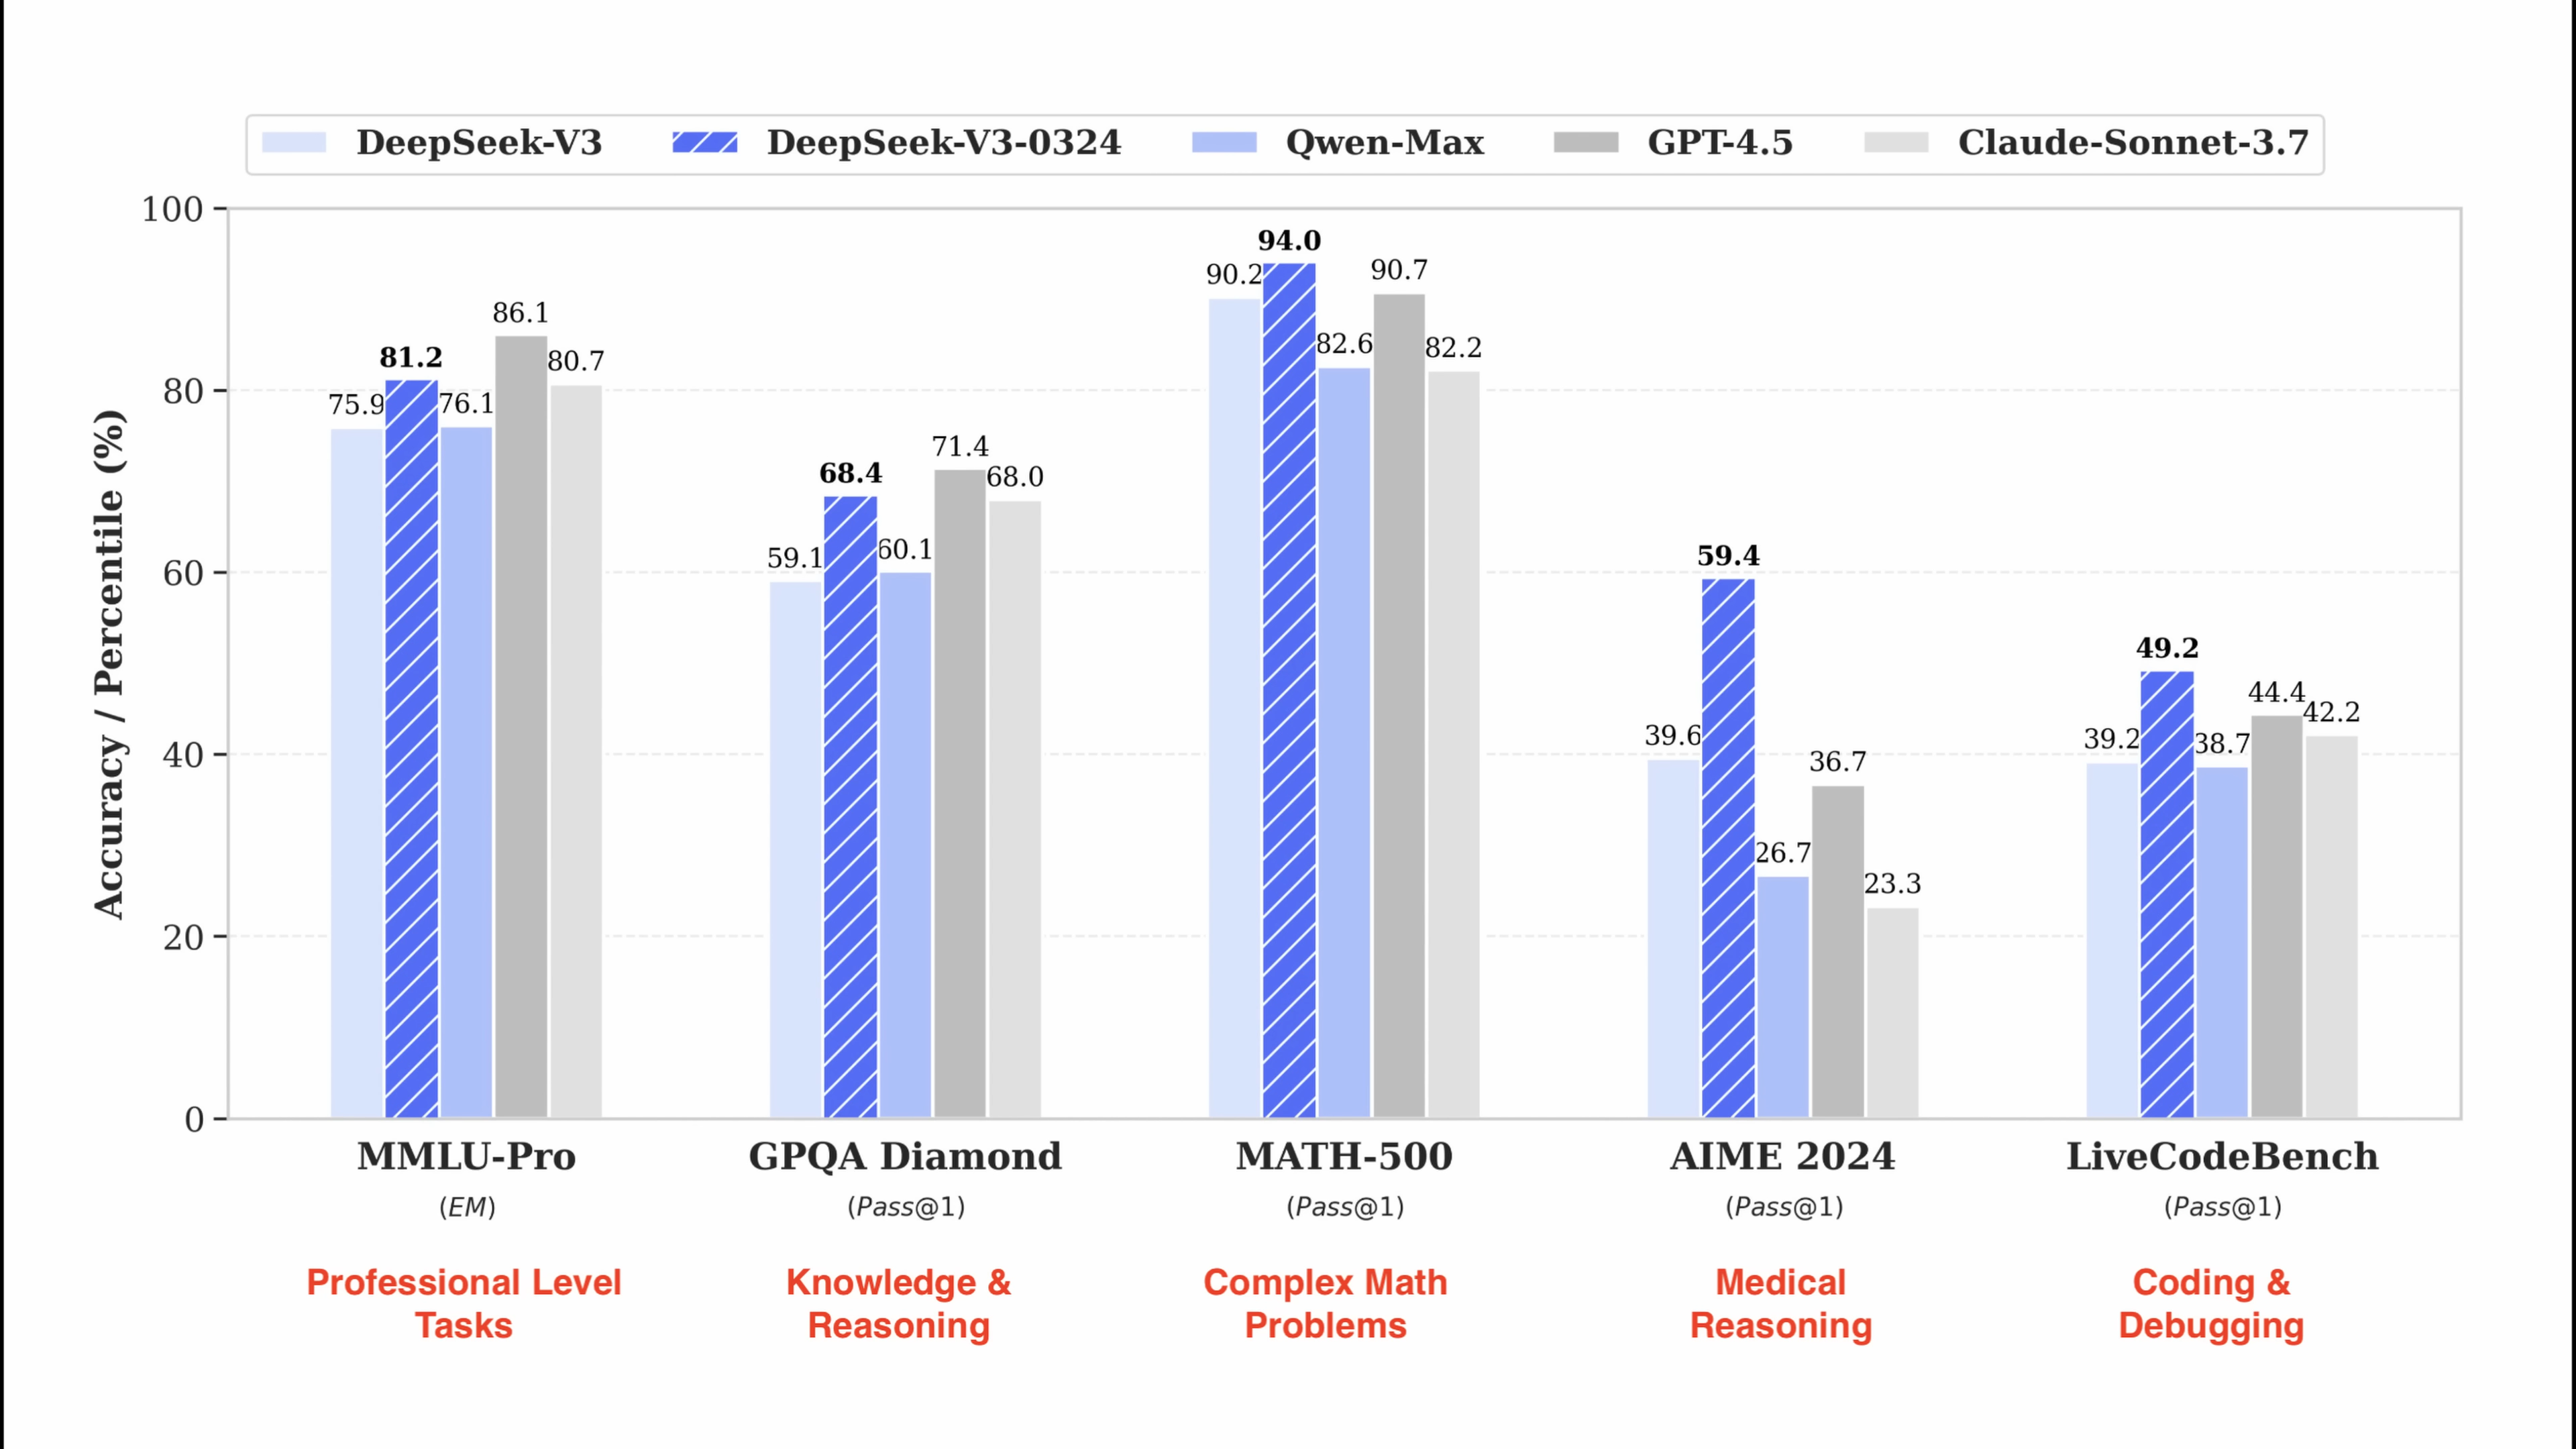 DeepSeek-V3 DeepSeek-V3-0324 Qwen-Max GPT-4.5 Claude-Sonnet-3.7
Accuracy / Percentile (%)
100
80
60
40
20
0
75.9 81.2 76.1 86.1 80.7
59.1 68.4 60.1 71.4 68.0
90.2 94.0 82.6 90.7 82.2
39.6 59.4 26.7 36.7 23.3
39.2 49.2 38.7 44.4 42.2
MMLU-Pro GPQA Diamond MATH-500 AIME 2024 LiveCodeBench
(EM) (Pass@1) (Pass@1) (Pass@1) (Pass@1)
Professional Level Knowledge & Complex Math Medical Coding &
Tasks Reasoning Problems Reasoning Debugging